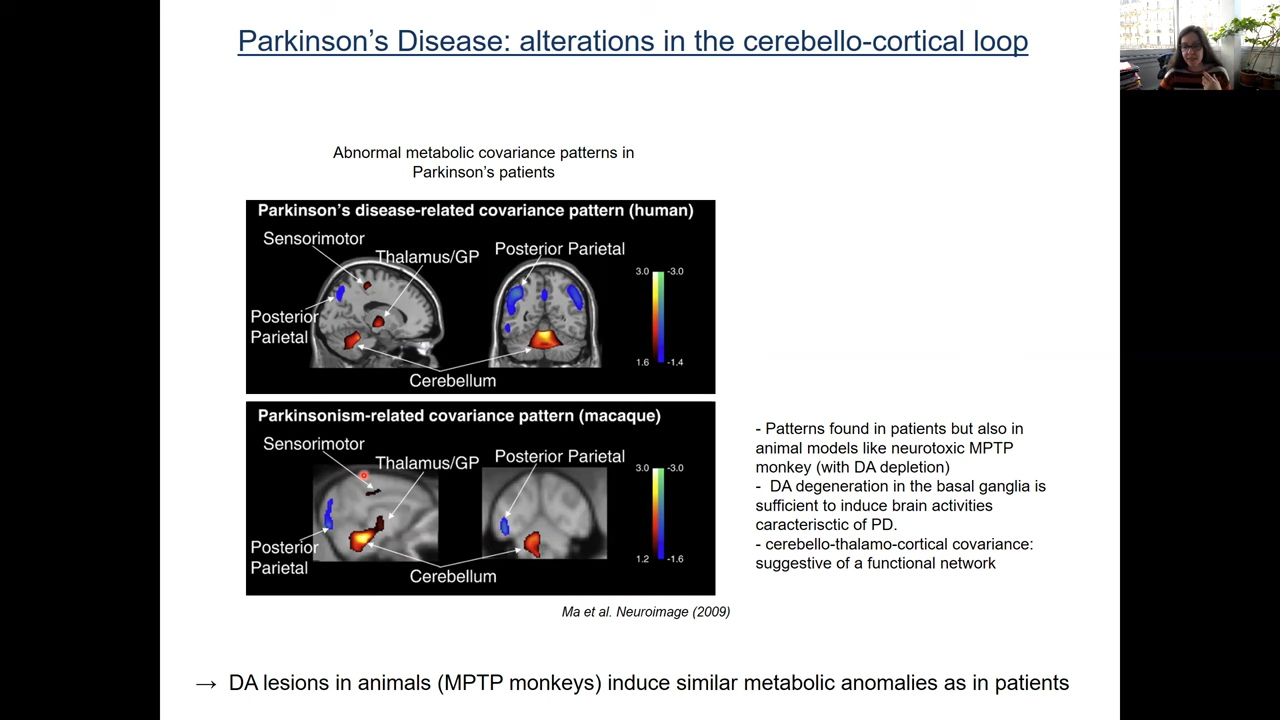 Parkinson's Disease: alterations in the cerebello-cortical loop
Abnormal metabolic covariance patterns in
Parkinson's patients
Parkinson's disease-related covariance pattern (human)
Sensorimotor
Thalamus/GP
Posterior Parietal
3.0
-3.0
Posterior
Parietal
1.6
-1.4
Cerebellum
Parkinsonism-related covariance pattern (macaque)
Sensorimotor
Thalamus/GP
Posterior Parietal
3.0
-3.0
Posterior
Parietal
1.2
-1.6
Cerebellum
Ma et al. Neuroimage (2009)
- Patterns found in patients but also in
animal models like neurotoxic MPTP
monkey (with DA depletion)
- DA degeneration in the basal ganglia is
sufficient to induce brain activities
caracterisctic of PD.
- cerebello-thalamo-cortical covariance:
suggestive of a functional network
→ DA lesions in animals (MPTP monkeys) induce similar metabolic anomalies as in patients